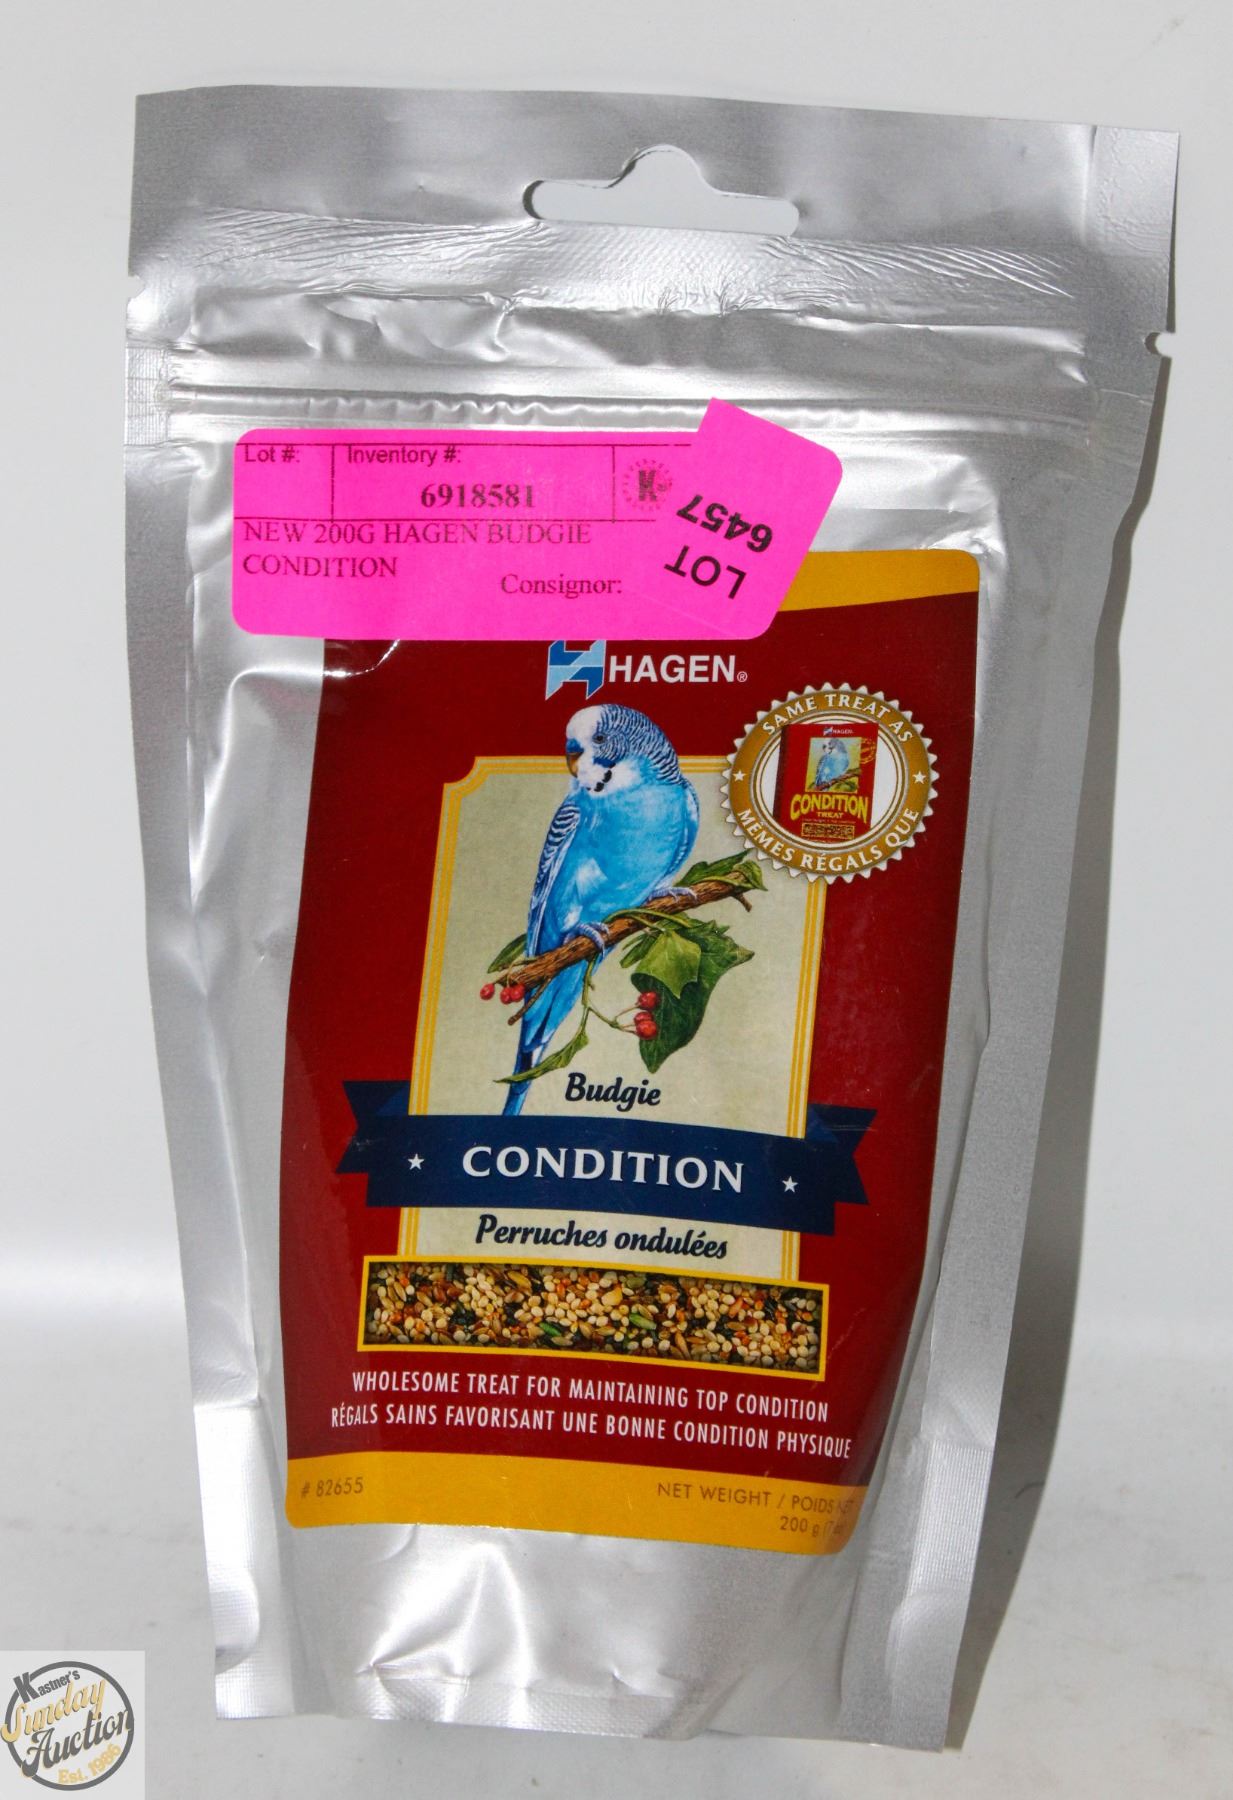 Lot #:
Inventory #:
6918581
K
NEW 200G HAGEN BUDGIE
CONDITION
Consignor:
LOT
6457
HAGEN®
SAME TREAT AS
HAGEN
CONDITION
TREAT
MÊMES RÉGALS QUE
Budgie
CONDITION
Perruches ondulées
WHOLESOME TREAT FOR MAINTAINING TOP CONDITION
RÉGALS SAINS FAVORISANT UNE BONNE CONDITION PHYSIQUE
# 82655
NET WEIGHT / POIDS NET
200 g
Kastner's
Sunday
Auction
Est. 1986